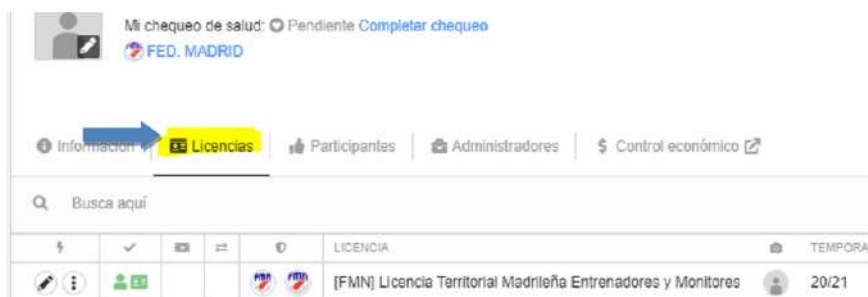 Mi chequeo de salud: Pendiente Completar chequeo
FED. MADRID
Información Licencias Participantes Administradores $ Control económico
Busca aquí
LICENCIA TEMPORA
[FMN] Licencia Territorial Madrileña Entrenadores y Monitores 20/21